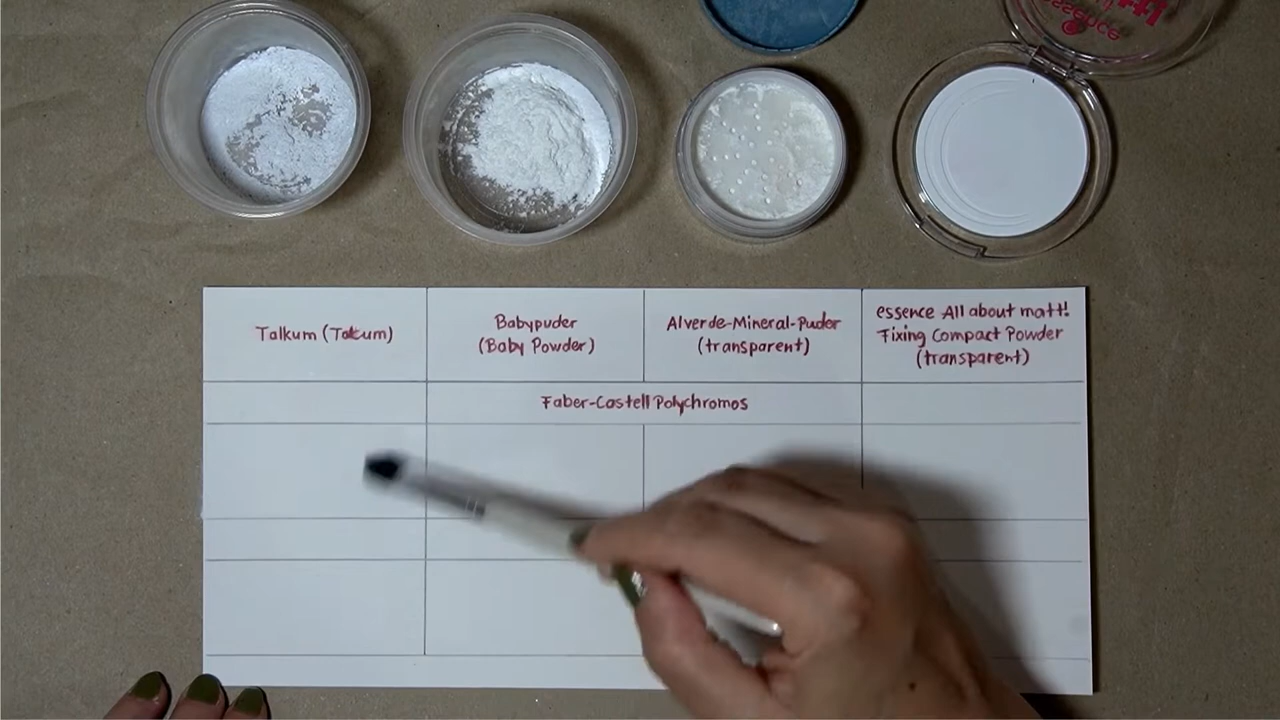 essence
Talkum (Talcum)
Babypuder
(Baby Powder)
Alverde-Mineral-Puder
(transparent)
essence All about matt!
Fixing Compact Powder
(transparent)
Faber-Castell Polychromos